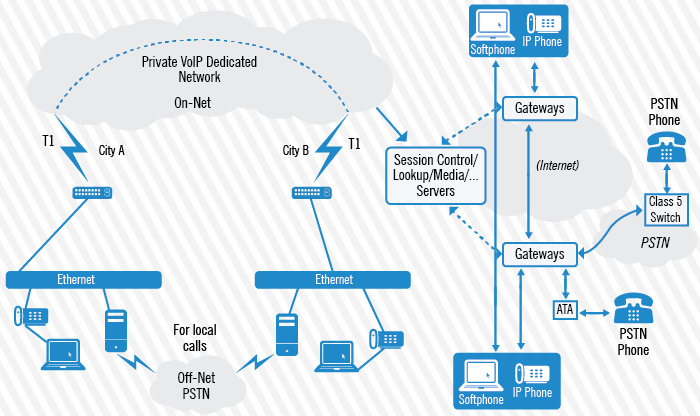 Private VoIP Dedicated
Network
On-Net
T1
City A
City B
T1
Ethernet
Ethernet
For local
calls
Off-Net
PSTN
Softphone
IP Phone
Gateways
(Internet)
Session Control/
Lookup/Media/...
Servers
Gateways
PSTN
Phone
Class 5
Switch
PSTN
ATA
PSTN
Phone
Softphone
IP Phone